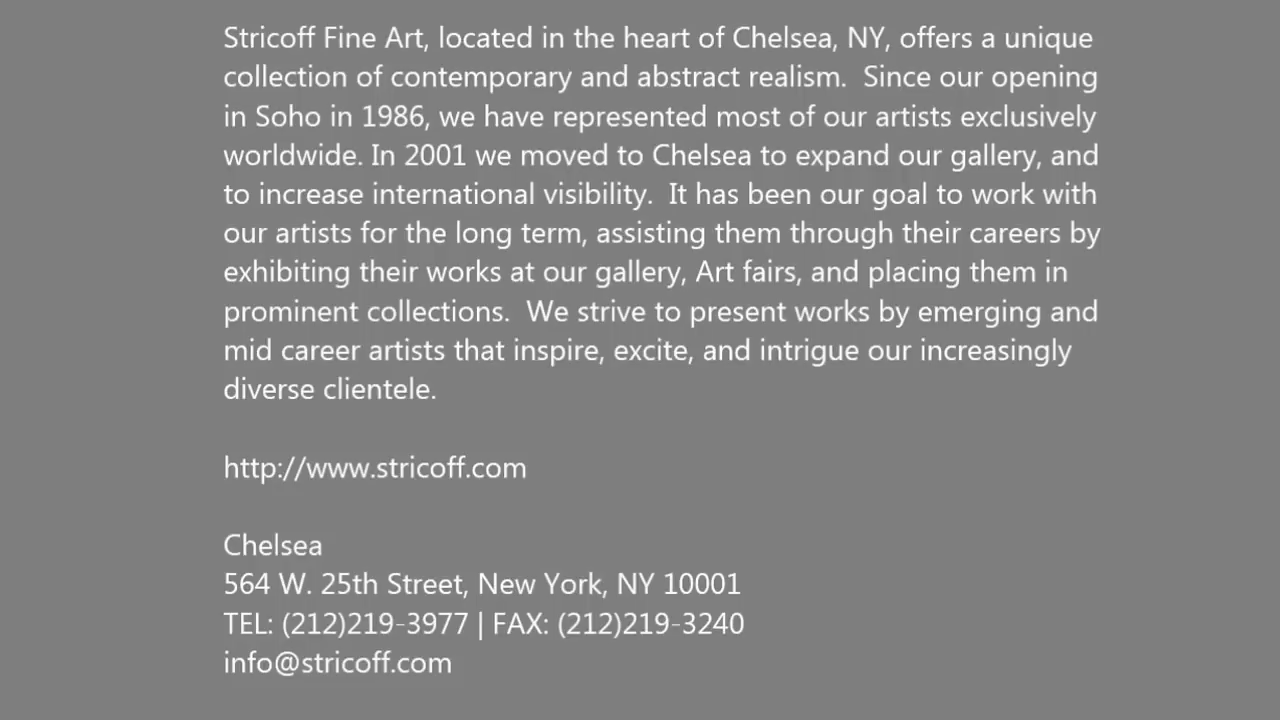 Stricoff Fine Art, located in the heart of Chelsea, NY, offers a unique
collection of contemporary and abstract realism.  Since our opening
in Soho in 1986, we have represented most of our artists exclusively
worldwide. In 2001 we moved to Chelsea to expand our gallery, and
to increase international visibility.  It has been our goal to work with
our artists for the long term, assisting them through their careers by
exhibiting their works at our gallery, Art fairs, and placing them in
prominent collections.  We strive to present works by emerging and
mid career artists that inspire, excite, and intrigue our increasingly
diverse clientele.
http://www.stricoff.com
Chelsea
564 W. 25th Street, New York, NY 10001
TEL: (212)219-3977 | FAX: (212)219-3240
info@stricoff.com